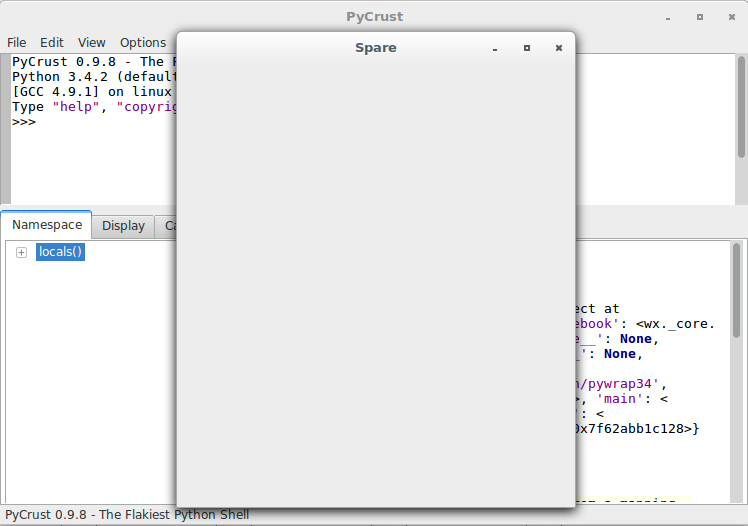 PyCrust
File Edit View Options
Spare
PyCrust 0.9.8 - The
Python 3.4.2 (default
[GCC 4.9.1] on linux
Type "help", "copyrig
>>>
Namespace Display
locals()
ect at
ebook': <wx._core.
e__': None,
_': None,
n/pywrap34',
>, 'main': <
': <
0x7f62abb1c128>}
PyCrust 0.9.8 - The Flakiest Python Shell